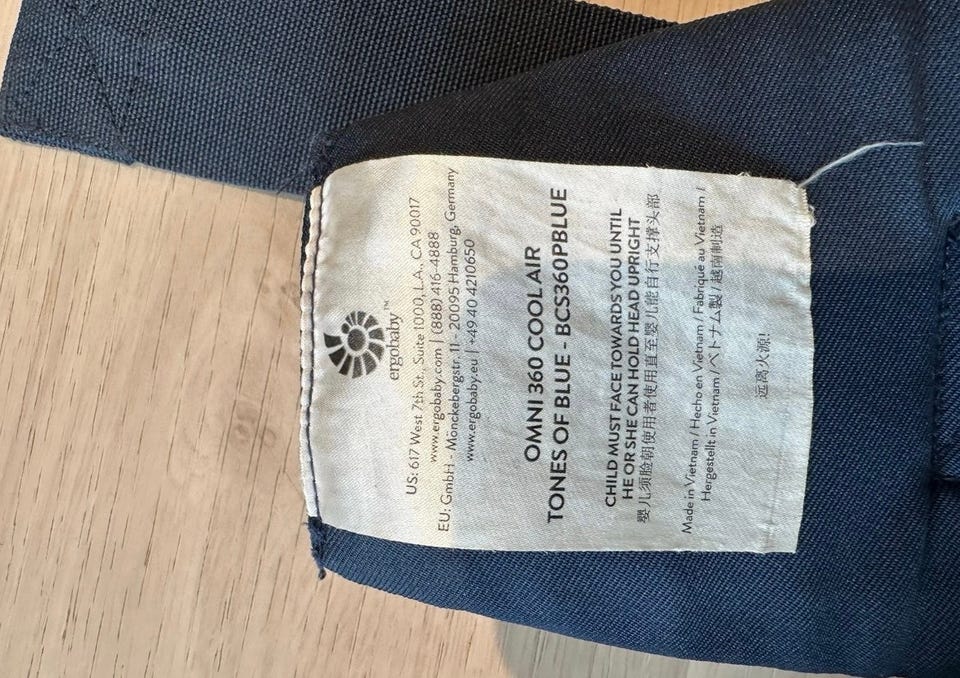 ergobaby™
US: 617 West 7th St., Suite 1000, L.A., CA 90017
www.ergobaby.com | (888) 416-4888
EU: GmbH - Mönckebergstr. 11 - 20095 Hamburg, Germany
www.ergobaby.eu | +49 40 4210650
OMNI 360 COOL AIR
TONES OF BLUE - BCS360PBLUE
CHILD MUST FACE TOWARDS YOU UNTIL
HE OR SHE CAN HOLD HEAD UPRIGHT
婴儿须脸朝使用者使用直至婴儿能自行支撑头部
Made in Vietnam / Hecho en Vietnam / Fabriqué au Vietnam /
Hergestellt in Vietnam / ベトナム製 / 越南制造
远离火源!